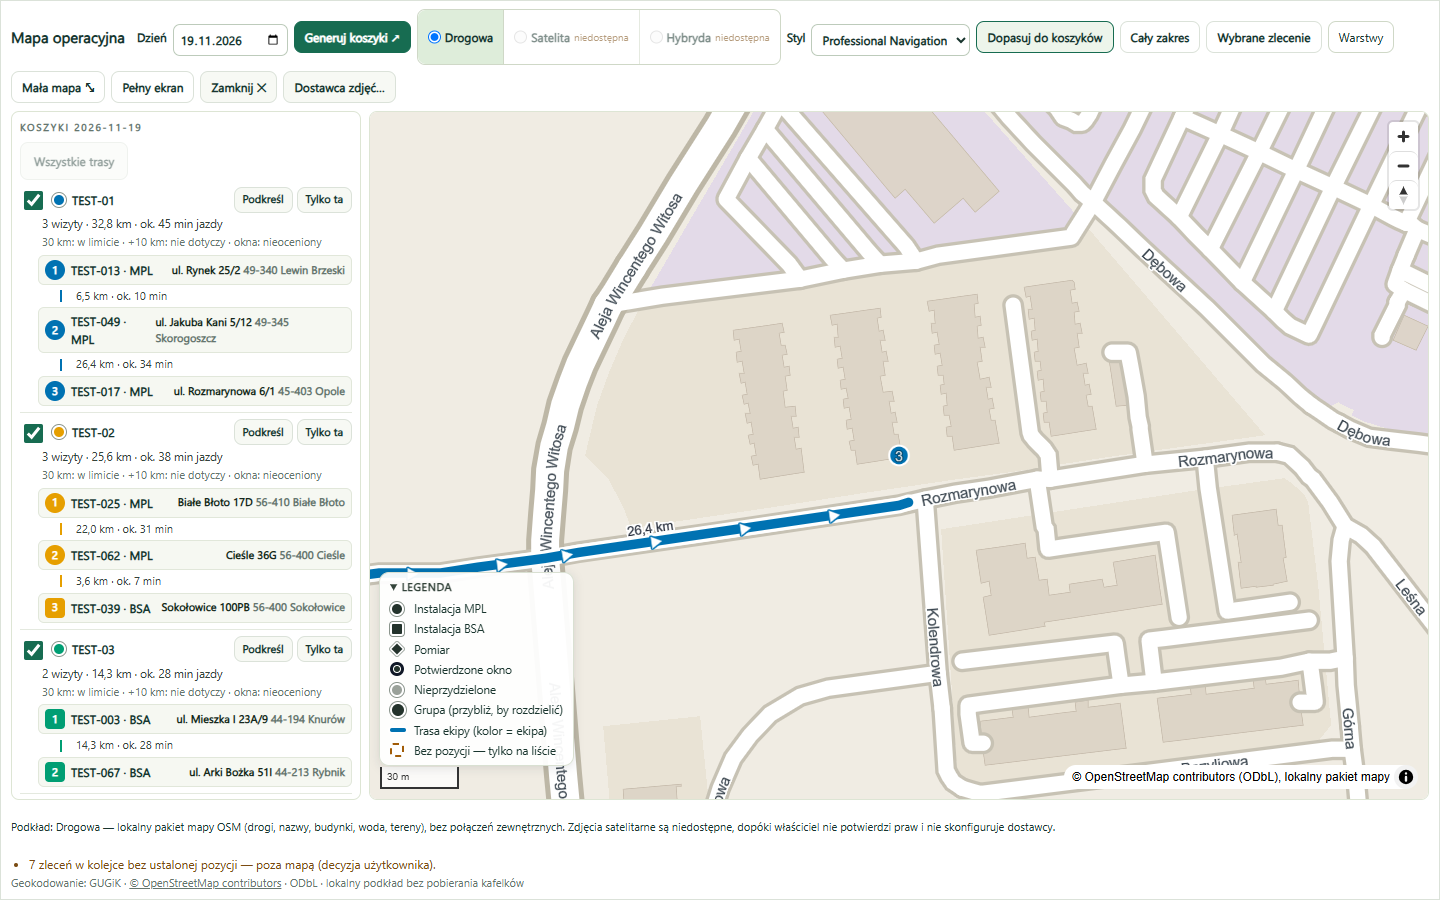 Mapa operacyjna Dzień 19.11.2026 Generuj koszyki ↗ Drogowa Satelita niedostępna Hybryda niedostępna Styl Professional Navigation Dopasuj do koszyków Cały zakres Wybrane zlecenie Warstwy
Mała mapa ⤡ Pełny ekran Zamknij ✕ Dostawca zdjęć...
KOSZYKI 2026-11-19
Wszystkie trasy
TEST-01 Podkreśl Tylko ta
3 wizyty · 32,8 km · ok. 45 min jazdy
30 km: w limicie · +10 km: nie dotyczy · okna: nieoceniony
1 TEST-013 · MPL ul. Rynek 25/2 49-340 Lewin Brzeski
6,5 km · ok. 10 min
2 TEST-049 · MPL ul. Jakuba Kani 5/12 49-345 Skorogoszcz
26,4 km · ok. 34 min
3 TEST-017 · MPL ul. Rozmarynowa 6/1 45-403 Opole
TEST-02 Podkreśl Tylko ta
3 wizyty · 25,6 km · ok. 38 min jazdy
30 km: w limicie · +10 km: nie dotyczy · okna: nieoceniony
1 TEST-025 · MPL Białe Błoto 17D 56-410 Białe Błoto
22,0 km · ok. 31 min
2 TEST-062 · MPL Cieśle 36G 56-400 Cieśle
3,6 km · ok. 7 min
3 TEST-039 · BSA Sokołowice 100PB 56-400 Sokołowice
TEST-03 Podkreśl Tylko ta
2 wizyty · 14,3 km · ok. 28 min jazdy
30 km: w limicie · +10 km: nie dotyczy · okna: nieoceniony
1 TEST-003 · BSA ul. Mieszka I 23A/9 44-194 Knurów
14,3 km · ok. 28 min
2 TEST-067 · BSA ul. Arki Bożka 51I 44-213 Rybnik
Aleja Wincentego Witosa
Dębowa
Dębowa
Rozmarynowa
3
Rozmarynowa
Wincentego Witosa
26,4 km
Leśna
Kolendrowa
Górna
▼ LEGENDA
Instalacja MPL
Instalacja BSA
Pomiar
Potwierdzone okno
Nieprzydzielone
Grupa (przybliż, by rozdzielić)
Trasa ekipy (kolor = ekipa)
Bez pozycji — tylko na liście
30 m
© OpenStreetMap contributors (ODbL), lokalny pakiet mapy
Podkład: Drogowa — lokalny pakiet mapy OSM (drogi, nazwy, budynki, woda, tereny), bez połączeń zewnętrznych. Zdjęcia satelitarne są niedostępne, dopóki właściciel nie potwierdzi praw i nie skonfiguruje dostawcy.
• 7 zleceń w kolejce bez ustalonej pozycji — poza mapą (decyzja użytkownika).
Geokodowanie: GUGiK · © OpenStreetMap contributors · ODbL · lokalny podkład bez pobierania kafelków